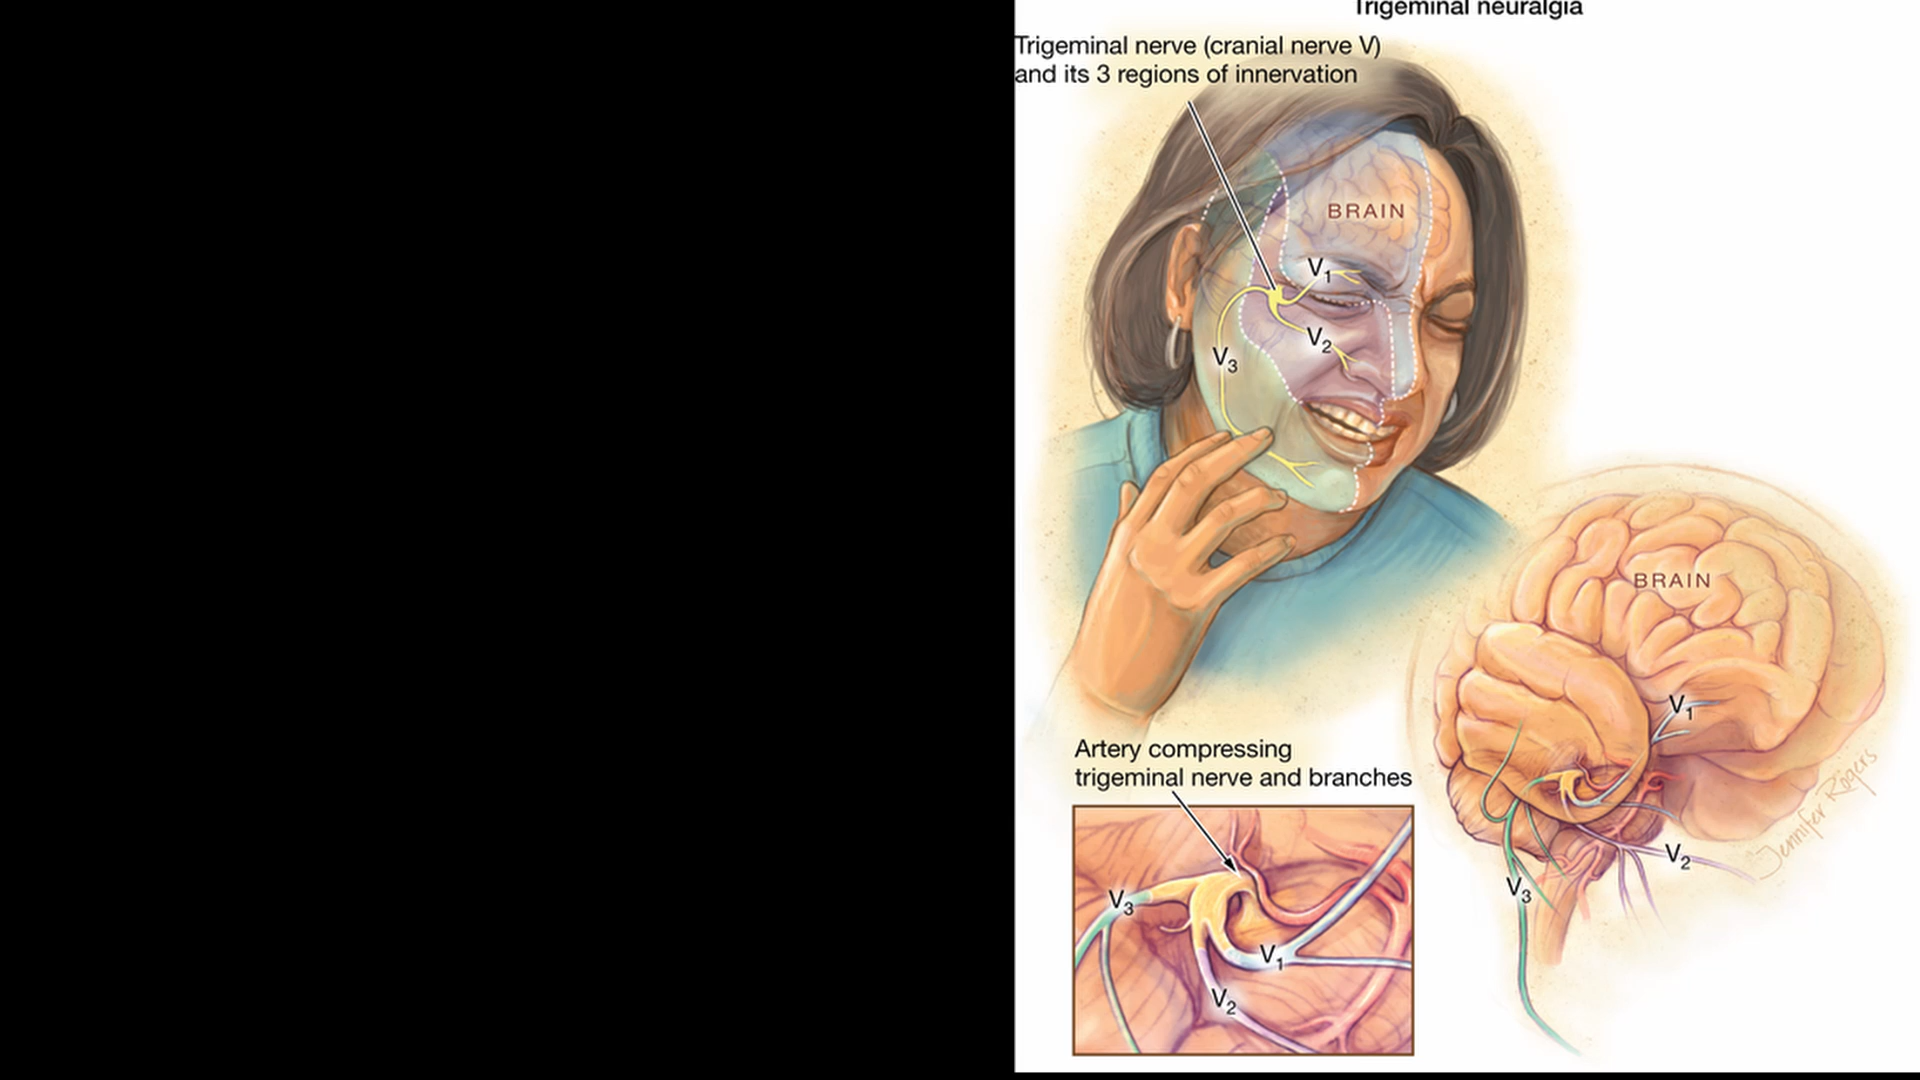 Trigeminal neuralgia
Trigeminal nerve (cranial nerve V)
and its 3 regions of innervation
BRAIN
V1
V2
V3
BRAIN
V1
Artery compressing
trigeminal nerve and branches
Jennifer Rogers
V2
V3
V3
V1
V2